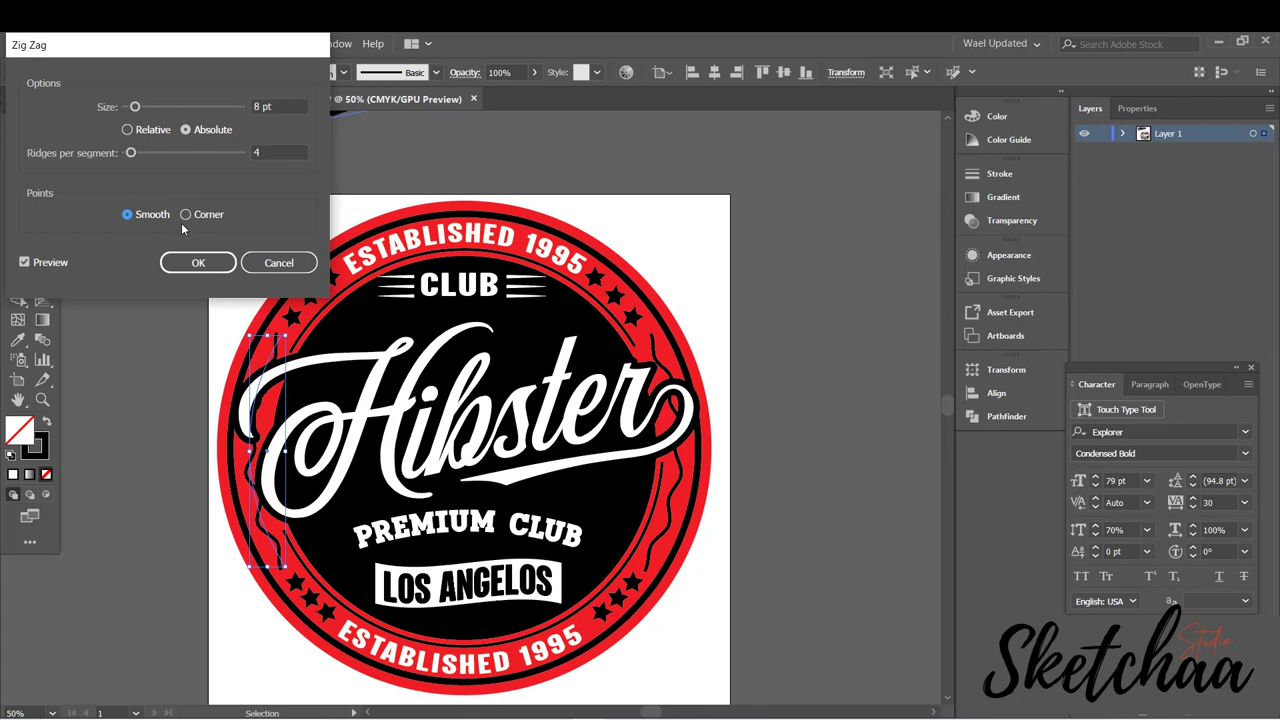 Zig Zag
ndow
Help
Wael Updated
Search Adobe Stock
Options
Size:
8 pt
Relative
Absolute
Ridges per segment:
4
Points
Smooth
Corner
Preview
OK
Cancel
Basic
Opacity:
100%
Style:
Transform
@ 50% (CMYK/GPU Preview)
Color
Color Guide
Stroke
Gradient
Transparency
Appearance
Graphic Styles
Asset Export
Artboards
Transform
Align
Pathfinder
Layers
Properties
Layer 1
Character
Paragraph
OpenType
Touch Type Tool
Explorer
Condensed Bold
79 pt
(94.8 pt)
Auto
30
70%
100%
0 pt
0°
English: USA
ESTABLISHED 1995
CLUB
Hibster
PREMIUM CLUB
LOS ANGELOS
ESTABLISHED 1995
Sketchaa
Studio
50%
1
Selection